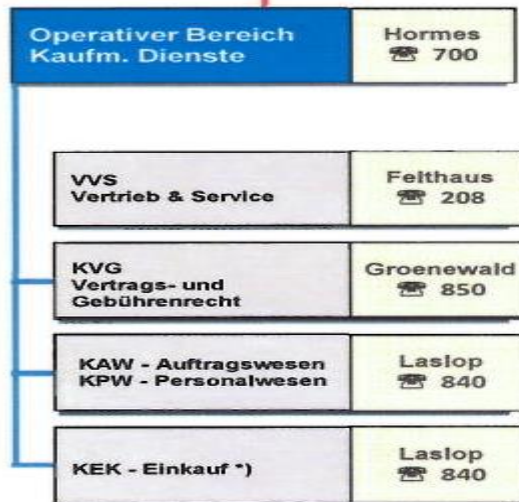 Operativer Bereich
Kaufm. Dienste
Hormes
☎ 700
VVS
Vertrieb & Service
Felthaus
☎ 208
KVG
Vertrags- und
Gebührenrecht
Groenewald
☎ 850
KAW - Auftragswesen
KPW - Personalwesen
Laslop
☎ 840
KEK - Einkauf *)
Laslop
☎ 840